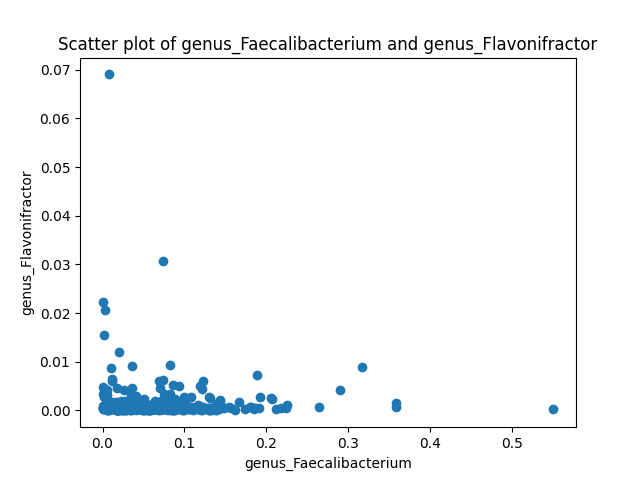 Scatter plot of genus_Faecalibacterium and genus_Flavonifractor
0.07
0.06
0.05
0.04
0.03
0.02
0.01
0.00
genus_Flavonifractor
0.0 0.1 0.2 0.3 0.4 0.5
genus_Faecalibacterium